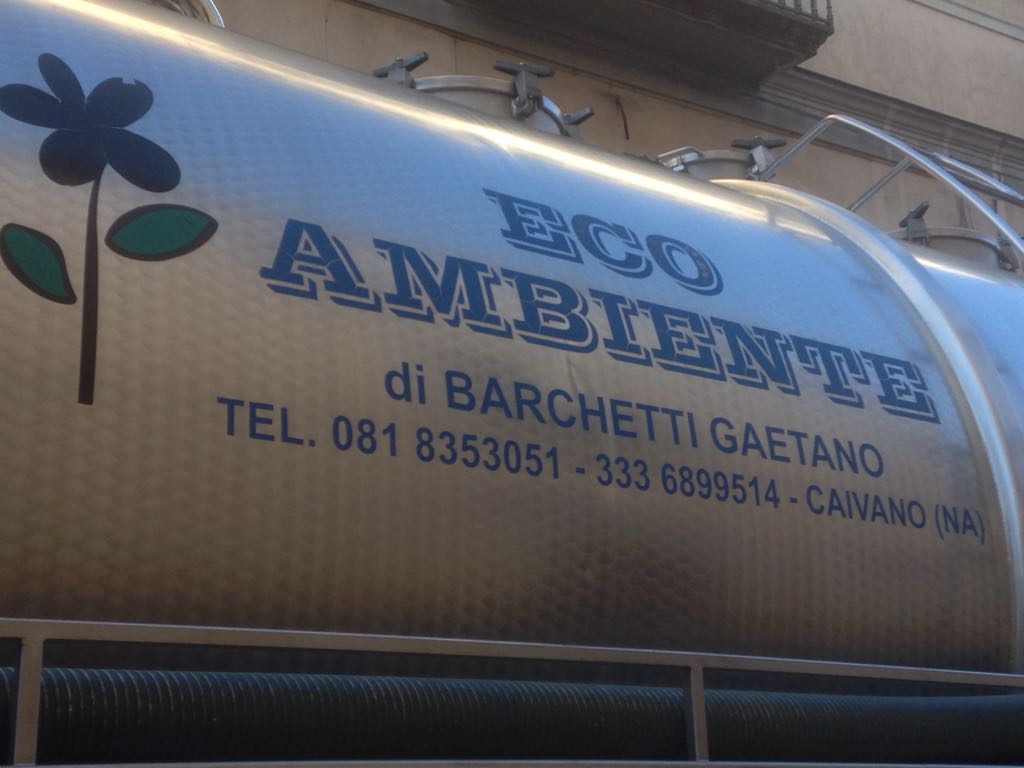 ECO
AMBIENTE
di BARCHETTI GAETANO
TEL. 081 8353051 - 333 6899514 - CAIVANO (NA)